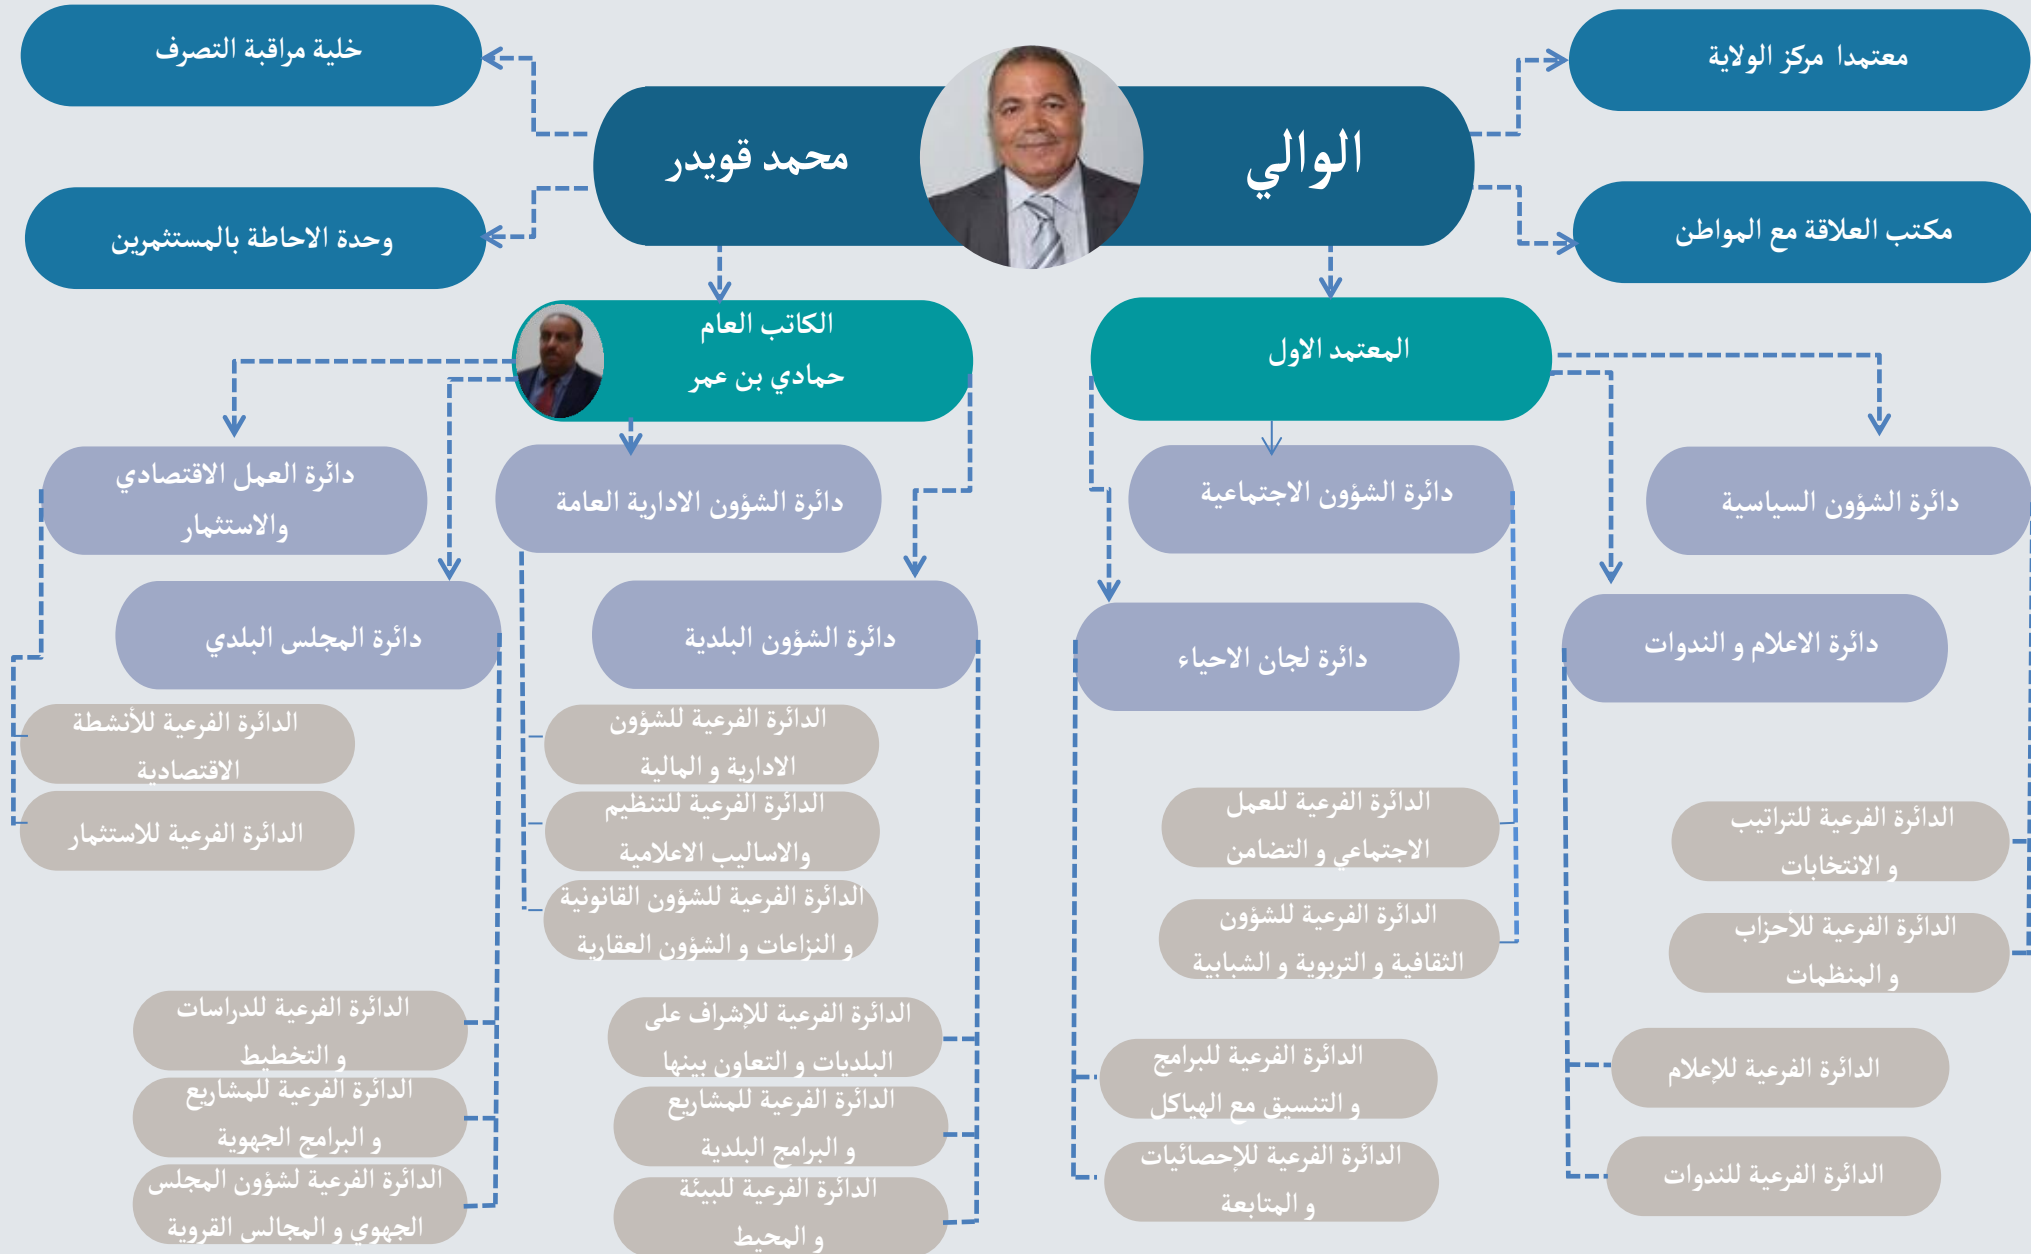 معتمدا مركز الولاية
خلية مراقبة التصرف
الوالي
محمد قويدر
مكتب العلاقة مع المواطن
وحدة الاحاطة بالمستثمرين
المعتمد الاول
الكاتب العام
حمادي بن عمر
دائرة الشؤون السياسية
دائرة الشؤون الاجتماعية
دائرة الشؤون الادارية العامة
دائرة العمل الاقتصادي
والاستثمار
دائرة الاعلام و الندوات
دائرة لجان الاحياء
دائرة الشؤون البلدية
دائرة المجلس البلدي
الدائرة الفرعية للتراتيب
و الانتخابات
الدائرة الفرعية للأحزاب
و المنظمات
الدائرة الفرعية للإعلام
الدائرة الفرعية للندوات
الدائرة الفرعية للعمل
الاجتماعي و التضامن
الدائرة الفرعية للشؤون
الثقافية و التربوية و الشبابية
الدائرة الفرعية للبرامج
و التنسيق مع الهياكل
الدائرة الفرعية للإحصائيات
و المتابعة
الدائرة الفرعية للشؤون
الادارية و المالية
الدائرة الفرعية للتنظيم
والاساليب الاعلامية
الدائرة الفرعية للشؤون القانونية
و النزاعات و الشؤون العقارية
الدائرة الفرعية للإشراف على
البلديات و التعاون بينها
الدائرة الفرعية للمشاريع
و البرامج البلدية
الدائرة الفرعية للبيئة
و المحيط
الدائرة الفرعية للأنشطة
الاقتصادية
الدائرة الفرعية للاستثمار
الدائرة الفرعية للدراسات
و التخطيط
الدائرة الفرعية للمشاريع
و البرامج الجهوية
الدائرة الفرعية لشؤون المجلس
الجهوي و المجالس القروية